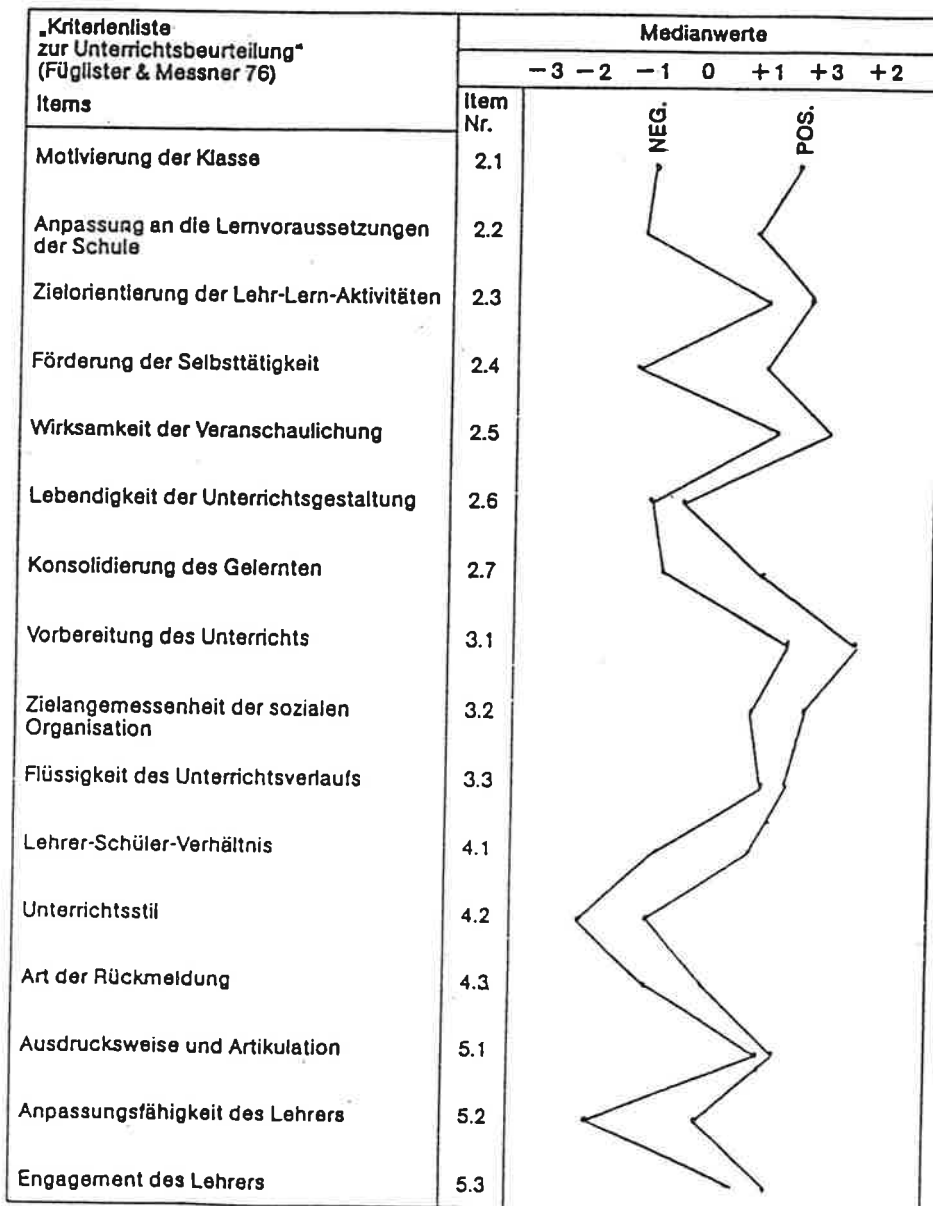 „Kriterienliste
zur Unterrichtsbeurteilung“
(Füglister & Messner 76)
Items
Item
Nr.
Medianwerte
−3 −2 −1 0 +1 +3 +2
NEG.
POS.
Motivierung der Klasse 2.1
Anpassung an die Lernvoraussetzungen 2.2
der Schule
Zielorientierung der Lehr-Lern-Aktivitäten 2.3
Förderung der Selbsttätigkeit 2.4
Wirksamkeit der Veranschaulichung 2.5
Lebendigkeit der Unterrichtsgestaltung 2.6
Konsolidierung des Gelernten 2.7
Vorbereitung des Unterrichts 3.1
Zielangemessenheit der sozialen 3.2
Organisation
Flüssigkeit des Unterrichtsverlaufs 3.3
Lehrer-Schüler-Verhältnis 4.1
Unterrichtsstil 4.2
Art der Rückmeldung 4.3
Ausdrucksweise und Artikulation 5.1
Anpassungsfähigkeit des Lehrers 5.2
Engagement des Lehrers 5.3